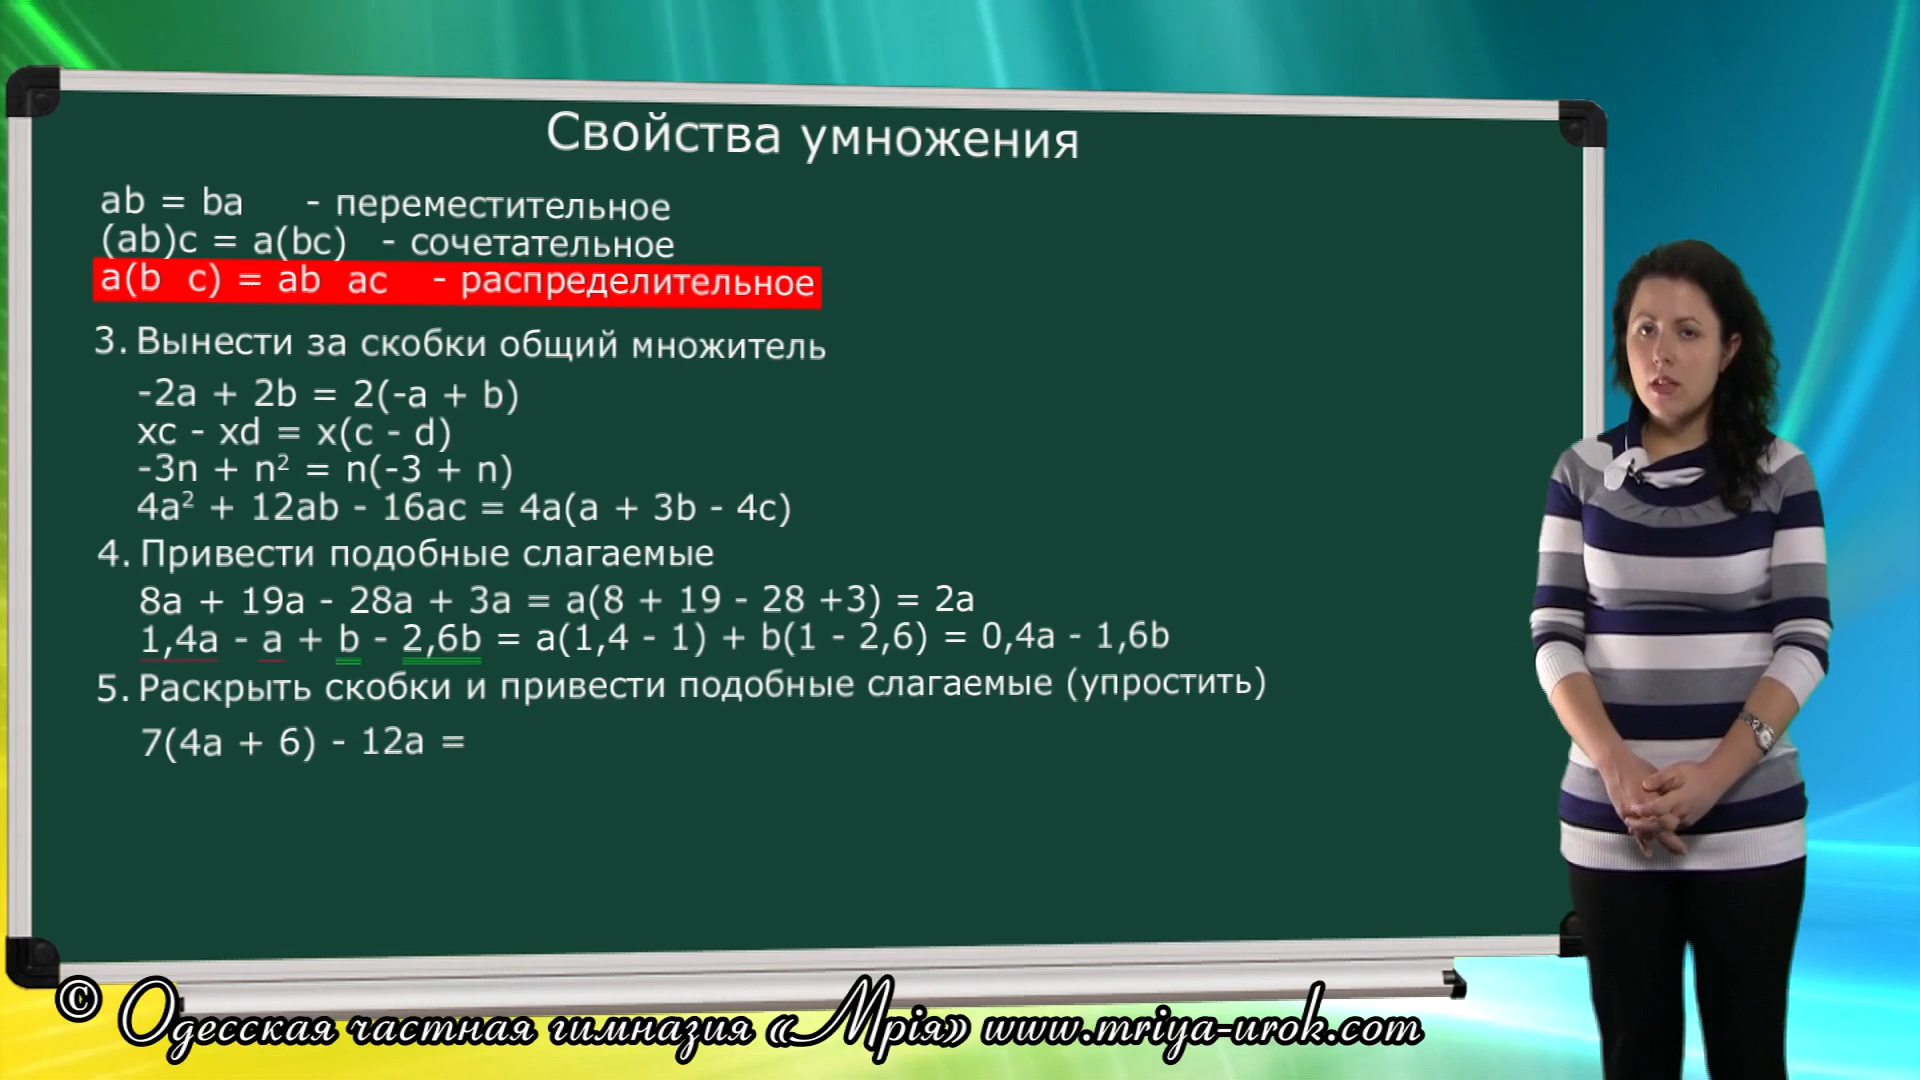 Свойства умножения
ab = ba - переместительное
(ab)c = a(bc) - сочетательное
a(b c) = ab ac - распределительное
3. Вынести за скобки общий множитель
-2a + 2b = 2(-a + b)
xc - xd = x(c - d)
-3n + n² = n(-3 + n)
4a² + 12ab - 16ac = 4a(a + 3b - 4c)
4. Привести подобные слагаемые
8a + 19a - 28a + 3a = a(8 + 19 - 28 +3) = 2a
1,4a - a + b - 2,6b = a(1,4 - 1) + b(1 - 2,6) = 0,4a - 1,6b
5. Раскрыть скобки и привести подобные слагаемые (упростить)
7(4a + 6) - 12a =
© Одесская частная гимназия «Мрія» www.mriya-urok.com